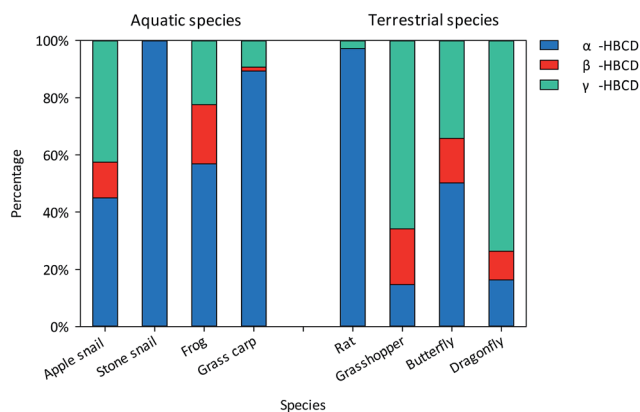 Aquatic species
Terrestrial species
α -HBCD
β -HBCD
γ -HBCD
100%
80%
60%
40%
20%
0%
Percentage
Apple snail
Stone snail
Frog
Grass carp
Rat
Grasshopper
Butterfly
Dragonfly
Species